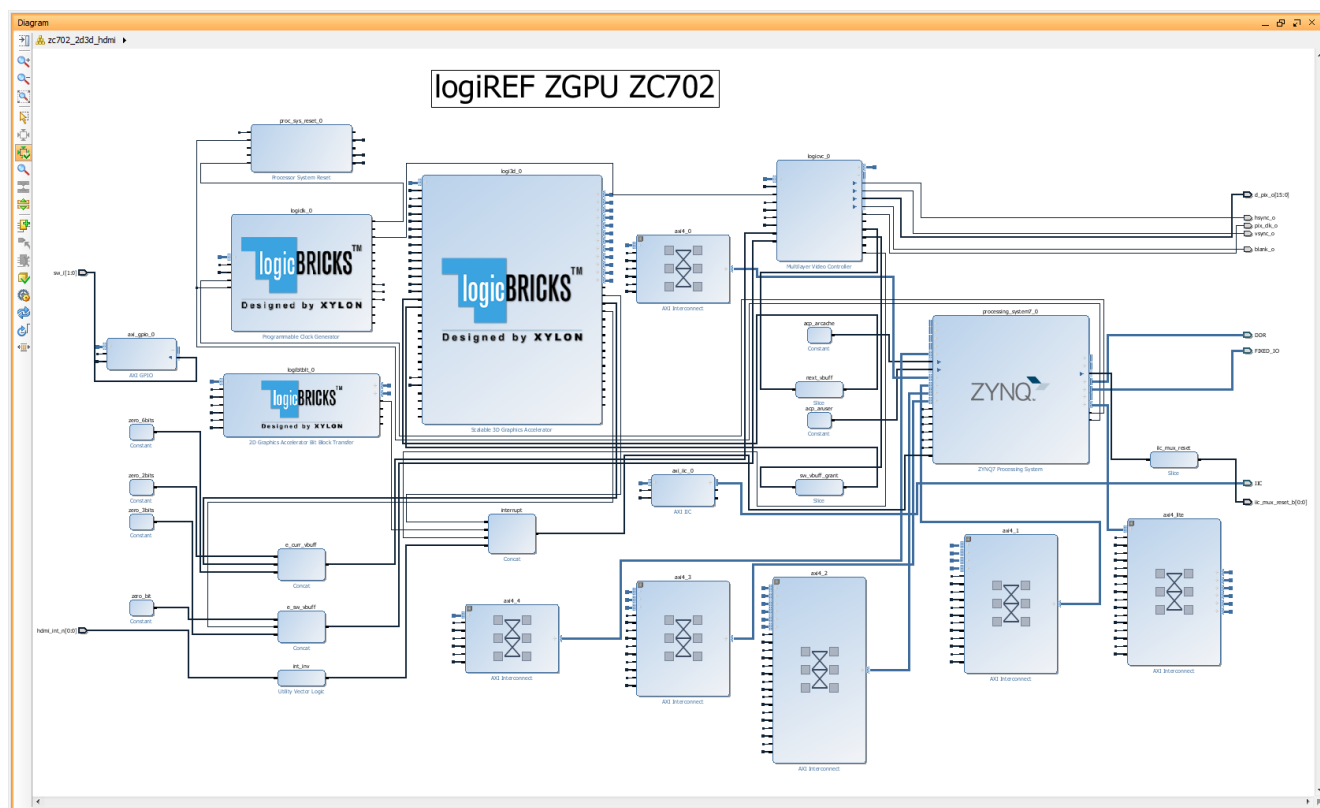 Diagram
zc702_2d3d_hdmi
logiREF ZGPU ZC702
proc_sys_reset_0
Processor System Reset
logiclk_0
logicBRICKS™
Designed by XYLON
Programmable Clock Generator
logi3d_0
logicBRICKS™
Designed by XYLON
Scalable 3D Graphics Accelerator
logicvc_0
Multilayer Video Controller
axi4_0
AXI Interconnect
d_pix_o[15:0]
hsync_o
pix_clk_o
vsync_o
blank_o
sw_i[1:0]
axi_gpio_0
AXI GPIO
logibitblt_0
logicBRICKS™
Designed by XYLON
2D Graphics Accelerator Bit Block Transfer
acp_arcache
Constant
next_vbuff
Slice
acp_aruser
Constant
processing_system7_0
ZYNQ
ZYNQ7 Processing System
DDR
FIXED_IO
zero_6bits
Constant
zero_2bits
Constant
zero_3bits
Constant
axi_iic_0
AXI IIC
sw_vbuff_grant
Slice
iic_mux_reset
Slice
IIC
iic_mux_reset_b[0:0]
interrupt
Concat
e_curr_vbuff
Concat
axi4_1
AXI Interconnect
axi4_lite
AXI Interconnect
zero_bit
Constant
e_sw_vbuff
Concat
hdmi_int_n[0:0]
int_inv
Utility Vector Logic
axi4_4
AXI Interconnect
axi4_3
AXI Interconnect
axi4_2
AXI Interconnect